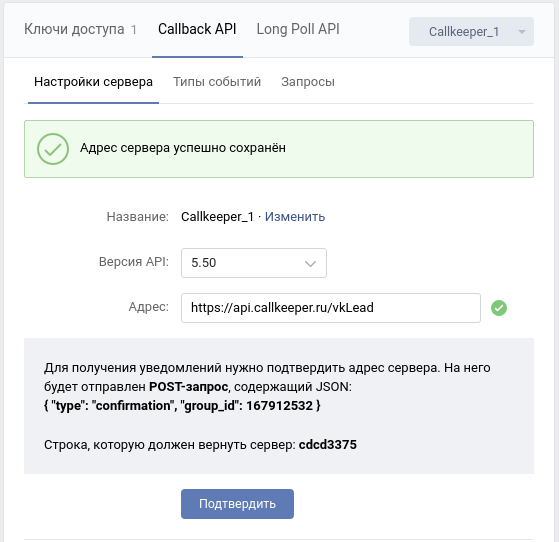 Ключи доступа 1 Callback API Long Poll API Callkeeper_1
Настройки сервера Типы событий Запросы
Адрес сервера успешно сохранён
Название: Callkeeper_1 · Изменить
Версия API: 5.50
Адрес: https://api.callkeeper.ru/vkLead
Для получения уведомлений нужно подтвердить адрес сервера. На него
будет отправлен POST-запрос, содержащий JSON:
{ "type": "confirmation", "group_id": 167912532 }
Строка, которую должен вернуть сервер: cdcd3375
Подтвердить